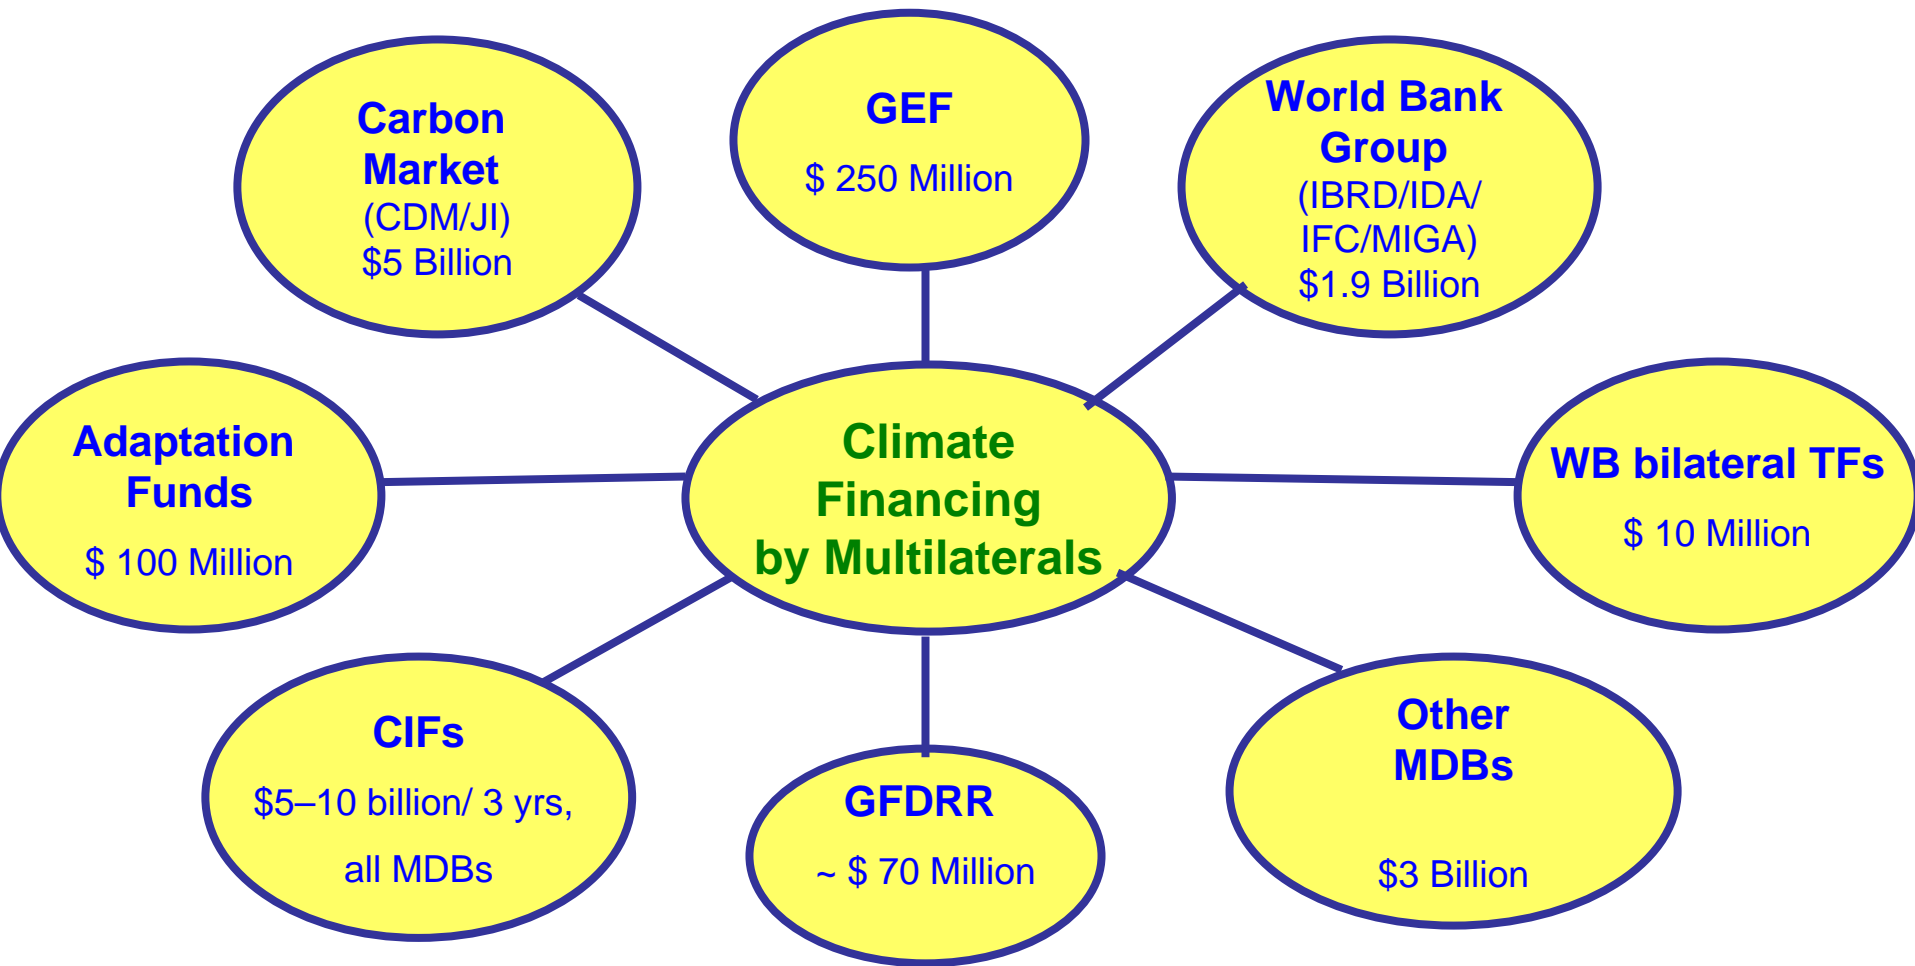 Carbon
Market
(CDM/JI)
$5 Billion
GEF
$ 250 Million
World Bank
Group
(IBRD/IDA/
IFC/MIGA)
$1.9 Billion
Adaptation
Funds
$ 100 Million
Climate
Financing
by Multilaterals
WB bilateral TFs
$ 10 Million
CIFs
$5–10 billion/ 3 yrs,
all MDBs
GFDRR
~ $ 70 Million
Other
MDBs
$3 Billion